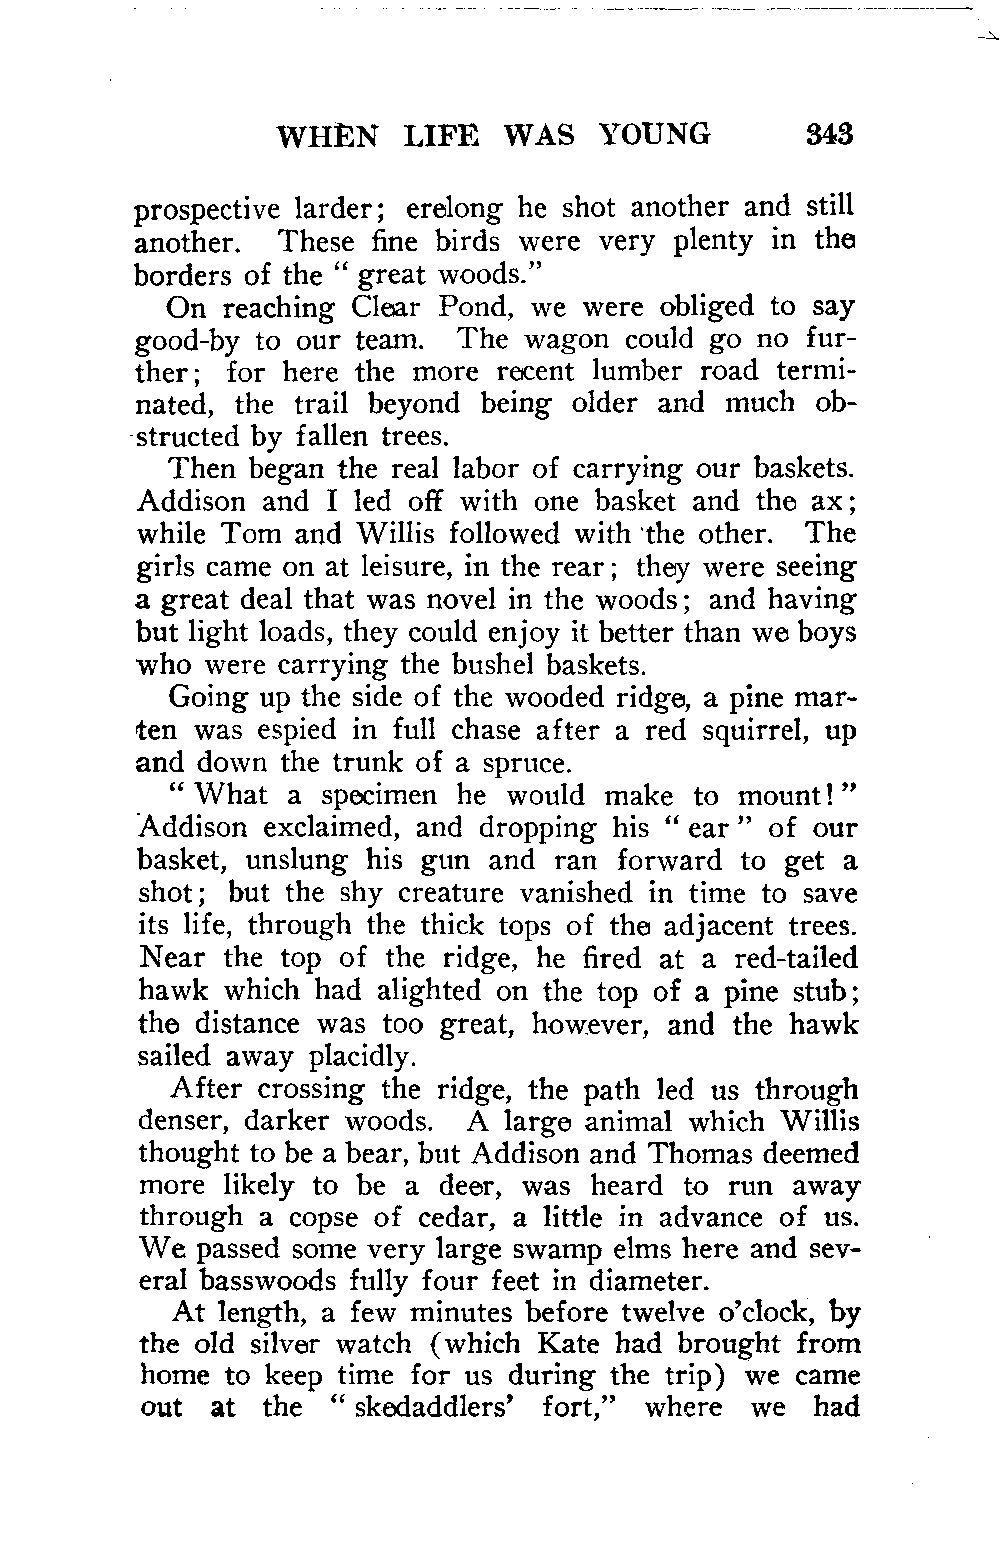 WHEN LIFE WAS YOUNG 343
prospective larder; erelong he shot another and still
another. These fine birds were very plenty in the
borders of the " great woods."
On reaching Clear Pond, we were obliged to say
good-by to our team. The wagon could go no fur-
ther; for here the more recent lumber road termi-
nated, the trail beyond being older and much ob-
structed by fallen trees.
Then began the real labor of carrying our baskets.
Addison and I led off with one basket and the ax;
while Tom and Willis followed with the other. The
girls came on at leisure, in the rear; they were seeing
a great deal that was novel in the woods; and having
but light loads, they could enjoy it better than we boys
who were carrying the bushel baskets.
Going up the side of the wooded ridge, a pine mar-
ten was espied in full chase after a red squirrel, up
and down the trunk of a spruce.
" What a specimen he would make to mount! "
Addison exclaimed, and dropping his " ear " of our
basket, unslung his gun and ran forward to get a
shot; but the shy creature vanished in time to save
its life, through the thick tops of the adjacent trees.
Near the top of the ridge, he fired at a red-tailed
hawk which had alighted on the top of a pine stub;
the distance was too great, however, and the hawk
sailed away placidly.
After crossing the ridge, the path led us through
denser, darker woods. A large animal which Willis
thought to be a bear, but Addison and Thomas deemed
more likely to be a deer, was heard to run away
through a copse of cedar, a little in advance of us.
We passed some very large swamp elms here and sev-
eral basswoods fully four feet in diameter.
At length, a few minutes before twelve o'clock, by
the old silver watch (which Kate had brought from
home to keep time for us during the trip) we came
out at the " skedaddlers' fort," where we had